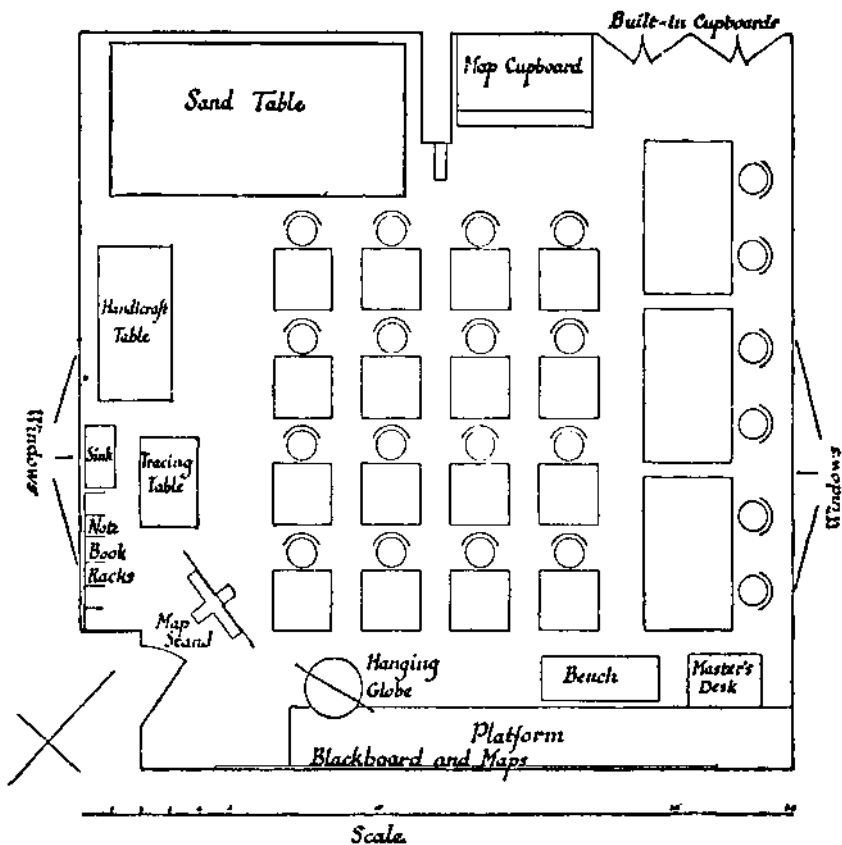 Built-in Cupboards
Map Cupboard
Sand Table
Handicraft
Table
Windows
Sink
Tracing
Table
Windows
Note
Book
Racks
Map
Stand
Hanging
Globe
Bench
Master's
Desk
Platform
Blackboard and Maps
Scale